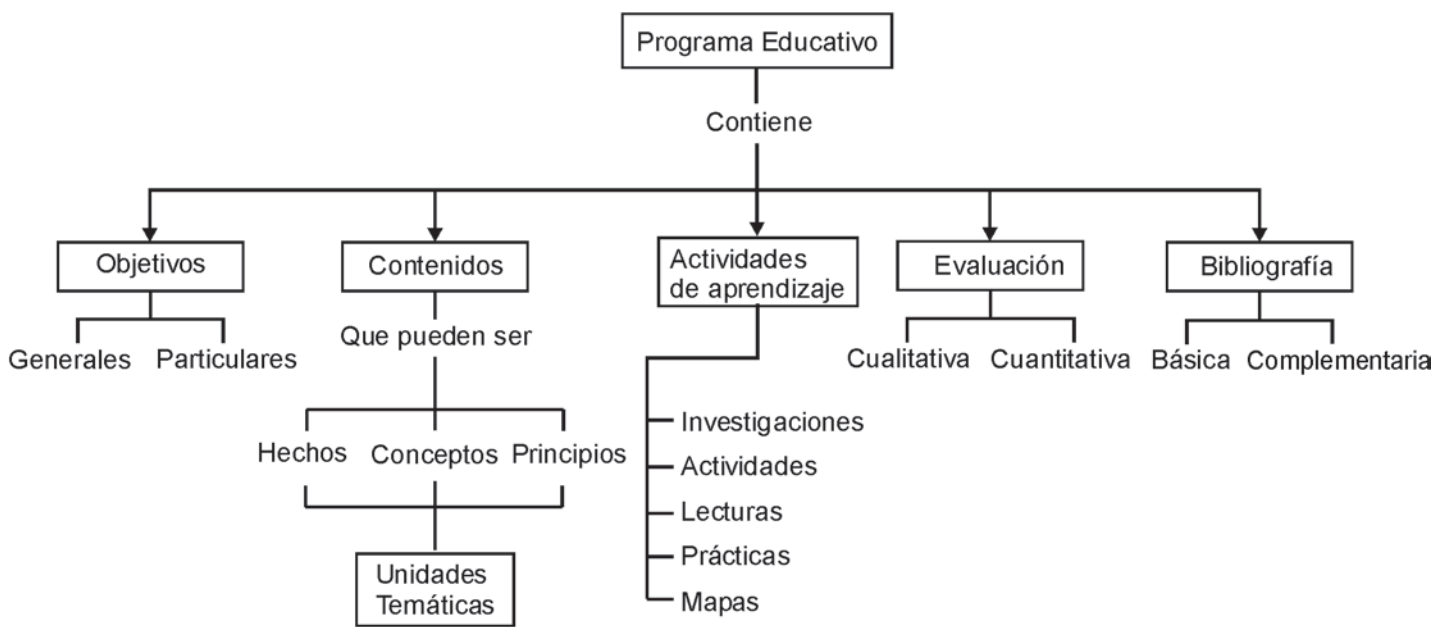 Programa Educativo
Contiene
Objetivos
Contenidos
Actividades
de aprendizaje
Evaluación
Bibliografía
Generales
Particulares
Que pueden ser
Cualitativa
Cuantitativa
Básica
Complementaria
Hechos
Conceptos
Principios
Unidades
Temáticas
Investigaciones
Actividades
Lecturas
Prácticas
Mapas